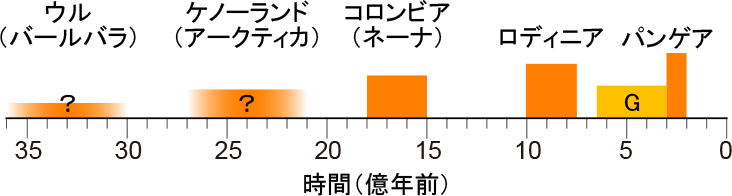 ウル
(バールバラ)
ケノーランド
(アークティカ)
コロンビア
(ネーナ)
ロディニア
パンゲア
?
?
G
35 30 25 20 15 10 5 0
時間(億年前)